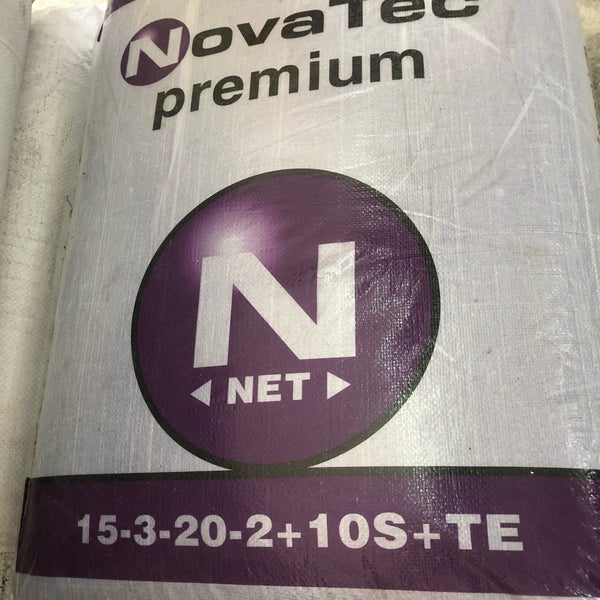 NovaTec
premium
N
NET
15-3-20-2+10S+TE